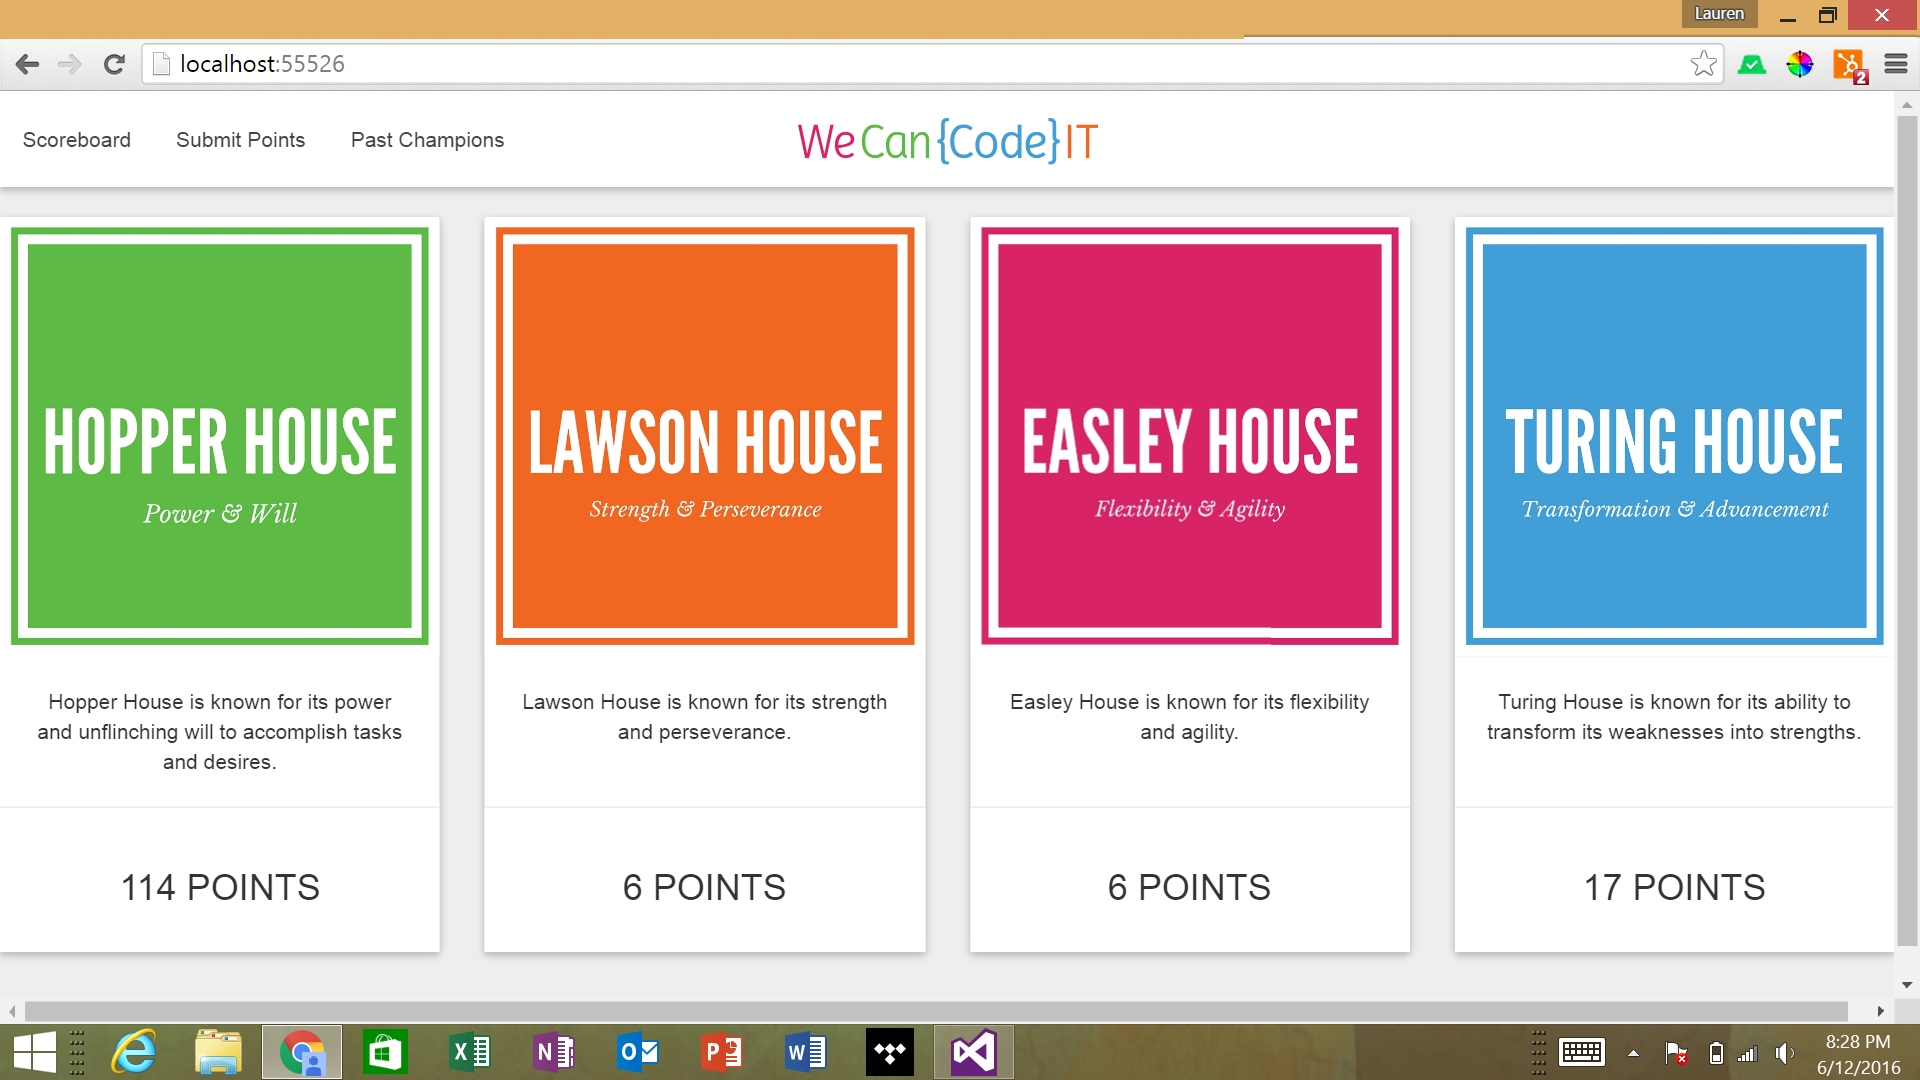 Lauren
localhost:55526
2
Scoreboard Submit Points Past Champions
WeCan{Code}IT
HOPPER HOUSE
Power & Will
Hopper House is known for its power
and unflinching will to accomplish tasks
and desires.
114 POINTS
LAWSON HOUSE
Strength & Perseverance
Lawson House is known for its strength
and perseverance.
6 POINTS
EASLEY HOUSE
Flexibility & Agility
Easley House is known for its flexibility
and agility.
6 POINTS
TURING HOUSE
Transformation & Advancement
Turing House is known for its ability to
transform its weaknesses into strengths.
17 POINTS
8:28 PM
6/12/2016